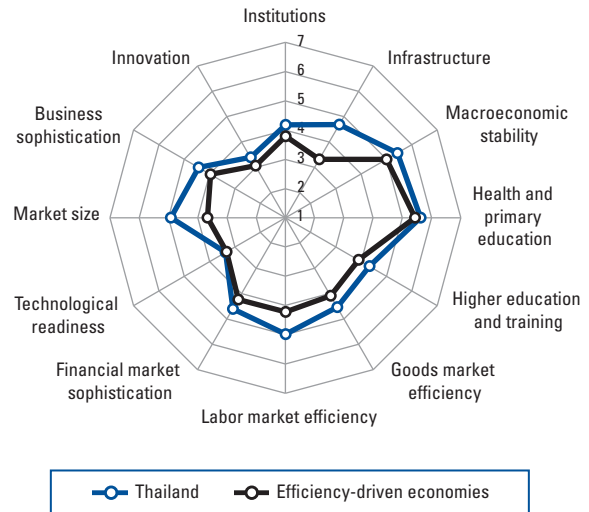 Institutions
Infrastructure
Macroeconomic
stability
Health and
primary
education
Higher education
and training
Goods market
efficiency
Labor market efficiency
Financial market
sophistication
Technological
readiness
Market size
Business
sophistication
Innovation
7
6
5
4
3
2
1
Thailand
Efficiency-driven economies